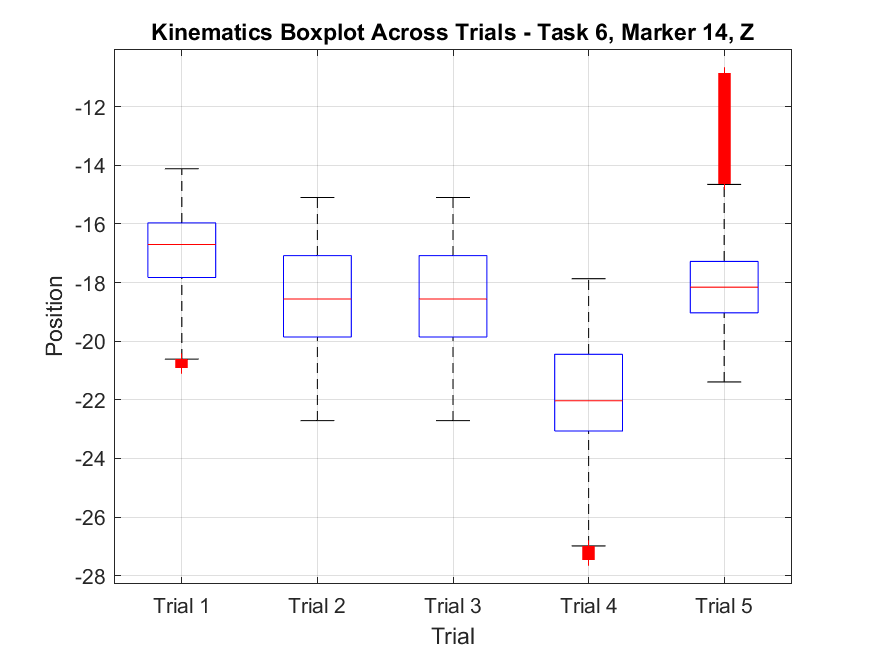 Kinematics Boxplot Across Trials - Task 6, Marker 14, Z
-12
-14
-16
-18
-20
-22
-24
-26
-28
Position
Trial 1 Trial 2 Trial 3 Trial 4 Trial 5
Trial